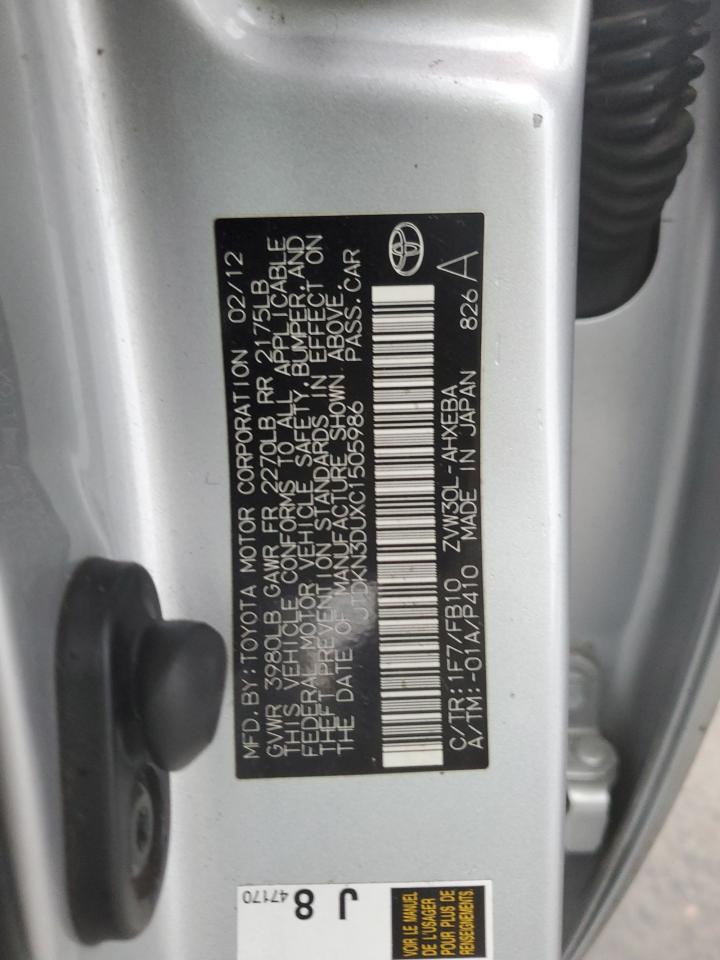 MFD. BY: TOYOTA MOTOR CORPORATION 02/12
GVWR 3980LB GAWR FR 2270LB RR 2175LB
THIS VEHICLE CONFORMS TO ALL APPLICABLE
FEDERAL MOTOR VEHICLE SAFETY, BUMPER, AND
THEFT PREVENTION STANDARDS IN EFFECT ON
THE DATE OF MANUFACTURE SHOWN ABOVE.
JTDKN3DUXC1505986 PASS. CAR
C/TR: 1F7/FB10 ZVW30L-AHXEBA 826 A
A/TM: -01A/P410 MADE IN JAPAN
J 8
47170
VOIR LE MANUEL
DE L'USAGER
POUR PLUS DE
RENSEIGNEMENTS.